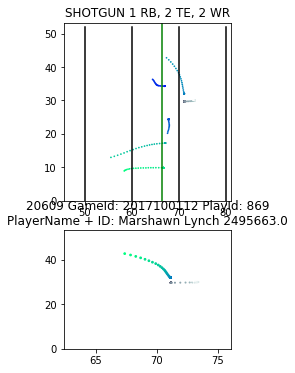 SHOTGUN 1 RB, 2 TE, 2 WR
50
40
30
20
10
0
50 60 70 80
20609 GameId: 2017100112 PlayId: 869
PlayerName + ID: Marshawn Lynch 2495663.0
40
20
0
65 70 75